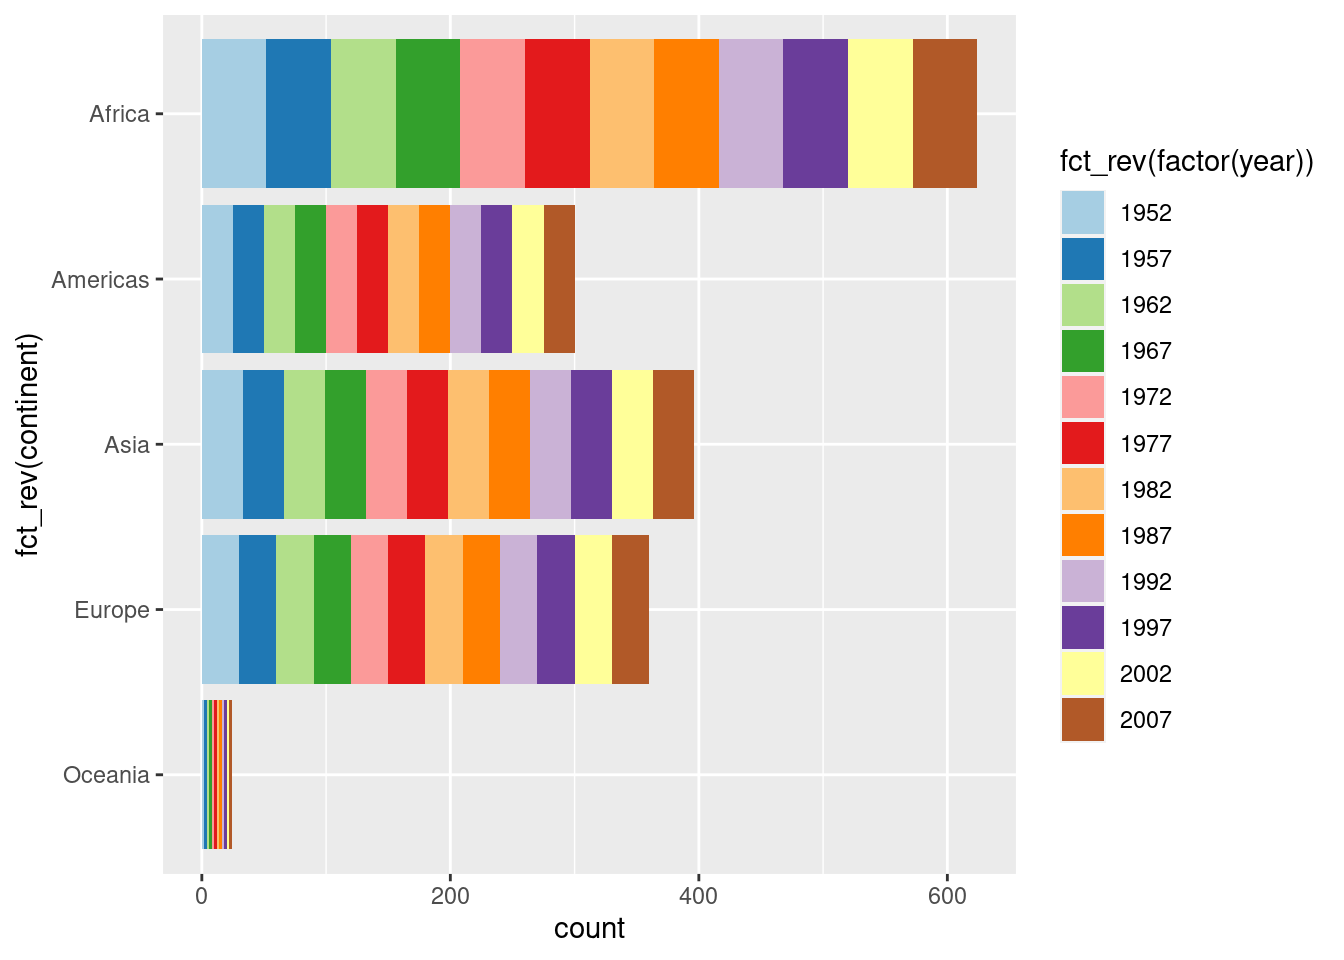 fct_rev(continent)
Africa
Americas
Asia
Europe
Oceania
0 200 400 600
count
fct_rev(factor(year))
1952
1957
1962
1967
1972
1977
1982
1987
1992
1997
2002
2007